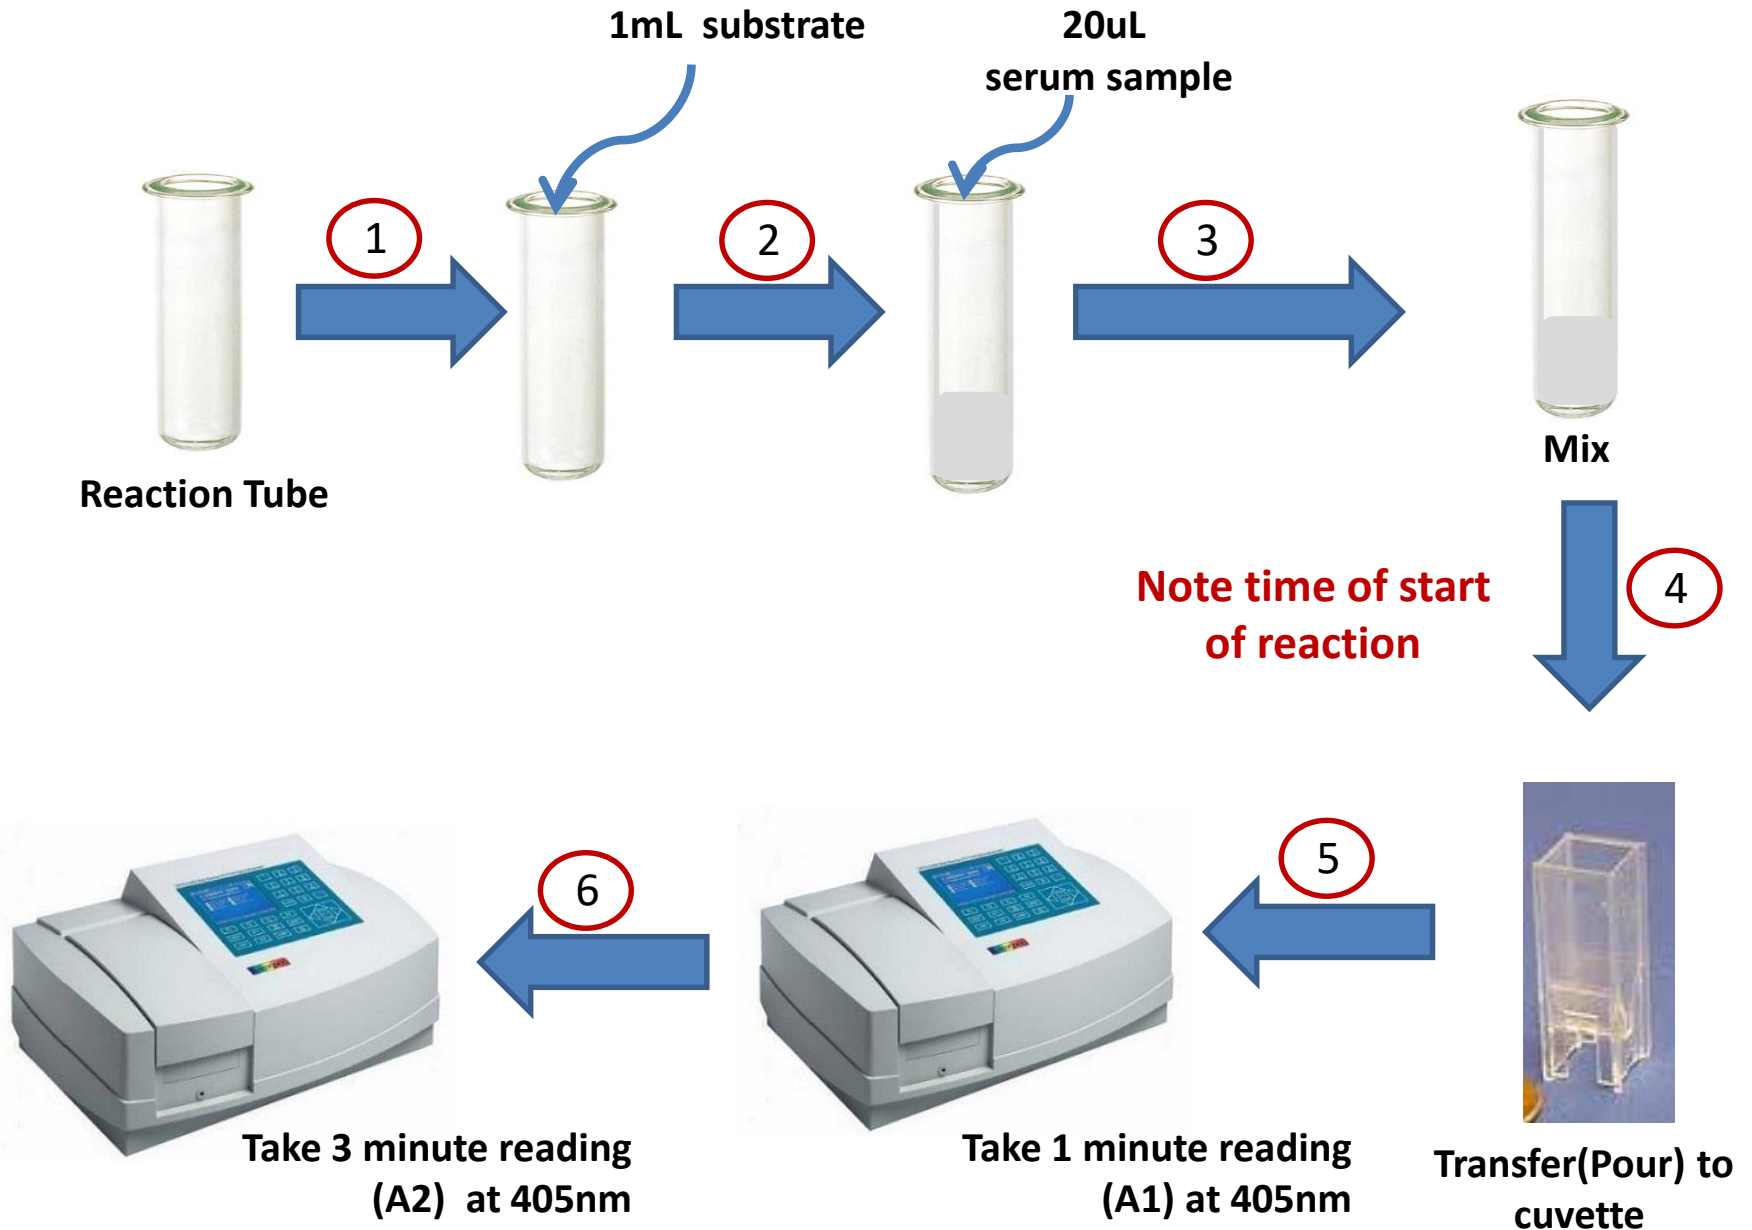 1mL  substrate
20uL
serum sample
1
2
3
Reaction Tube
Mix
Note time of start
of reaction
4
5
6
Transfer(Pour) to
cuvette
Take 1 minute reading
(A1) at 405nm
Take 3 minute reading
(A2)  at 405nm